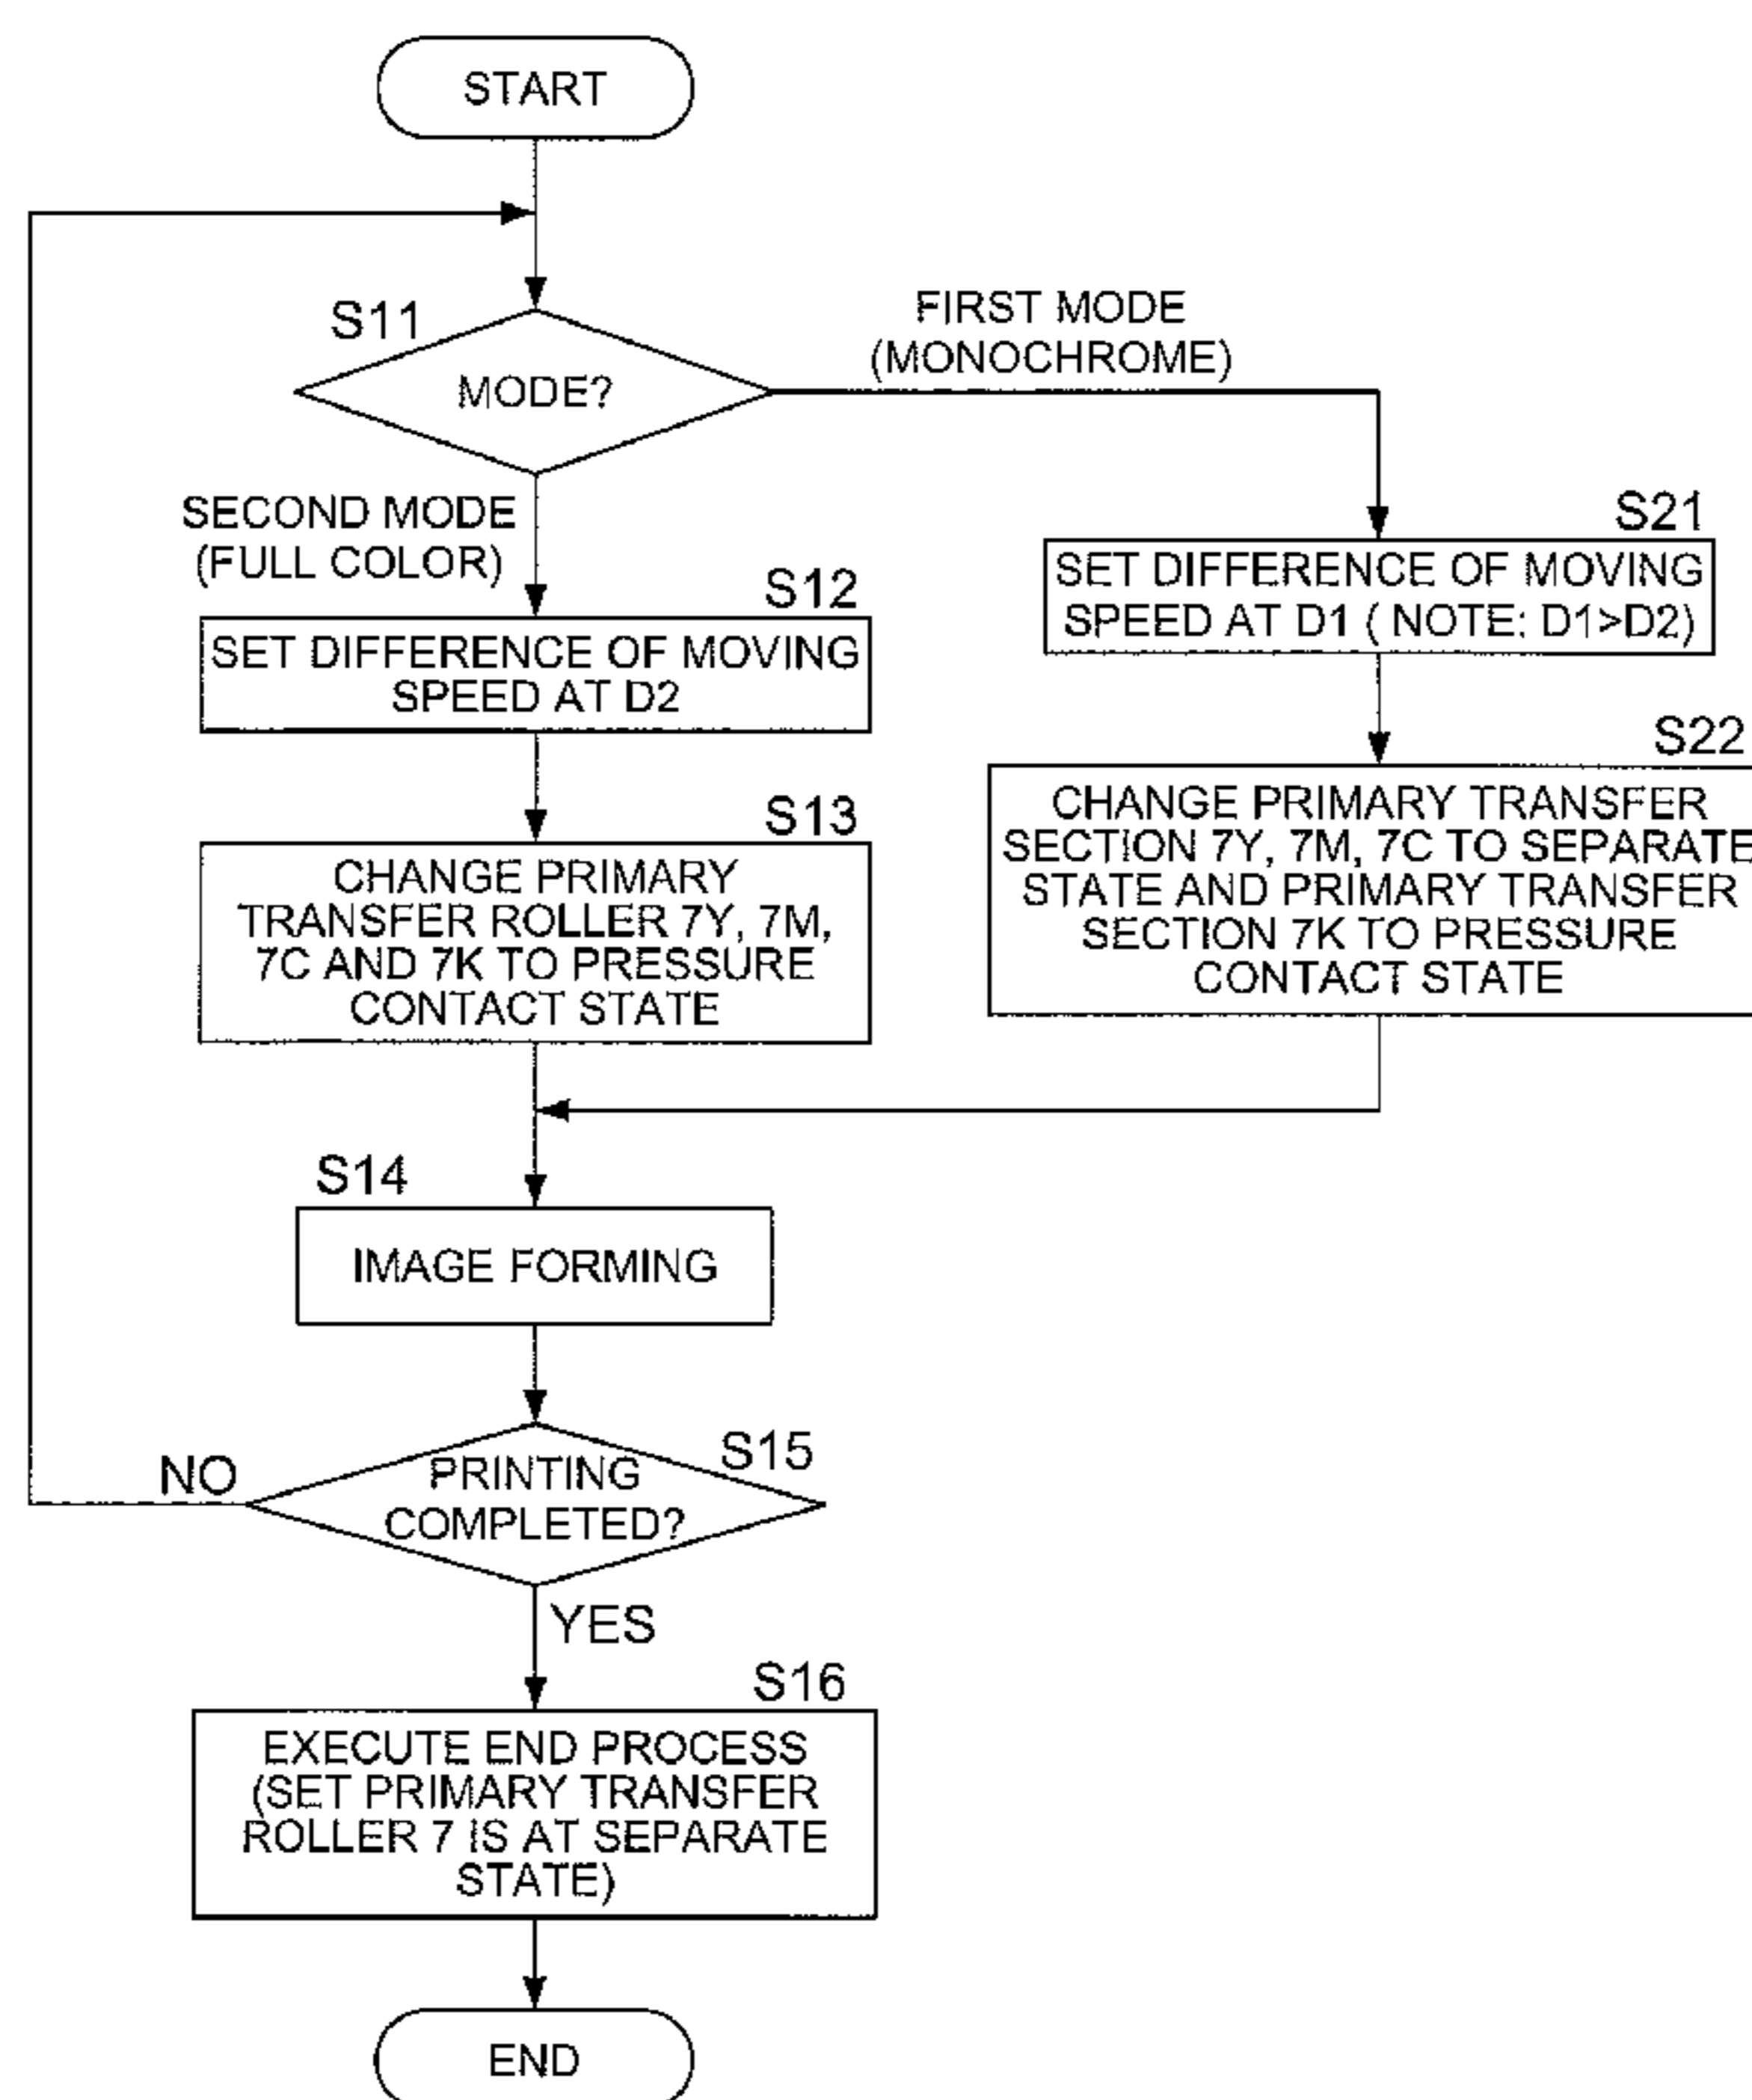 START
S11
MODE?
FIRST MODE
(MONOCHROME)
SECOND MODE
(FULL COLOR)
S12
SET DIFFERENCE OF MOVING
SPEED AT D2
S21
SET DIFFERENCE OF MOVING
SPEED AT D1 ( NOTE: D1>D2)
S13
CHANGE PRIMARY
TRANSFER ROLLER 7Y, 7M,
7C AND 7K TO PRESSURE
CONTACT STATE
S22
CHANGE PRIMARY TRANSFER
SECTION 7Y, 7M, 7C TO SEPARATE
STATE AND PRIMARY TRANSFER
SECTION 7K TO PRESSURE
CONTACT STATE
S14
IMAGE FORMING
S15
PRINTING
COMPLETED?
NO
YES
S16
EXECUTE END PROCESS
(SET PRIMARY TRANSFER
ROLLER 7 IS AT SEPARATE
STATE)
END